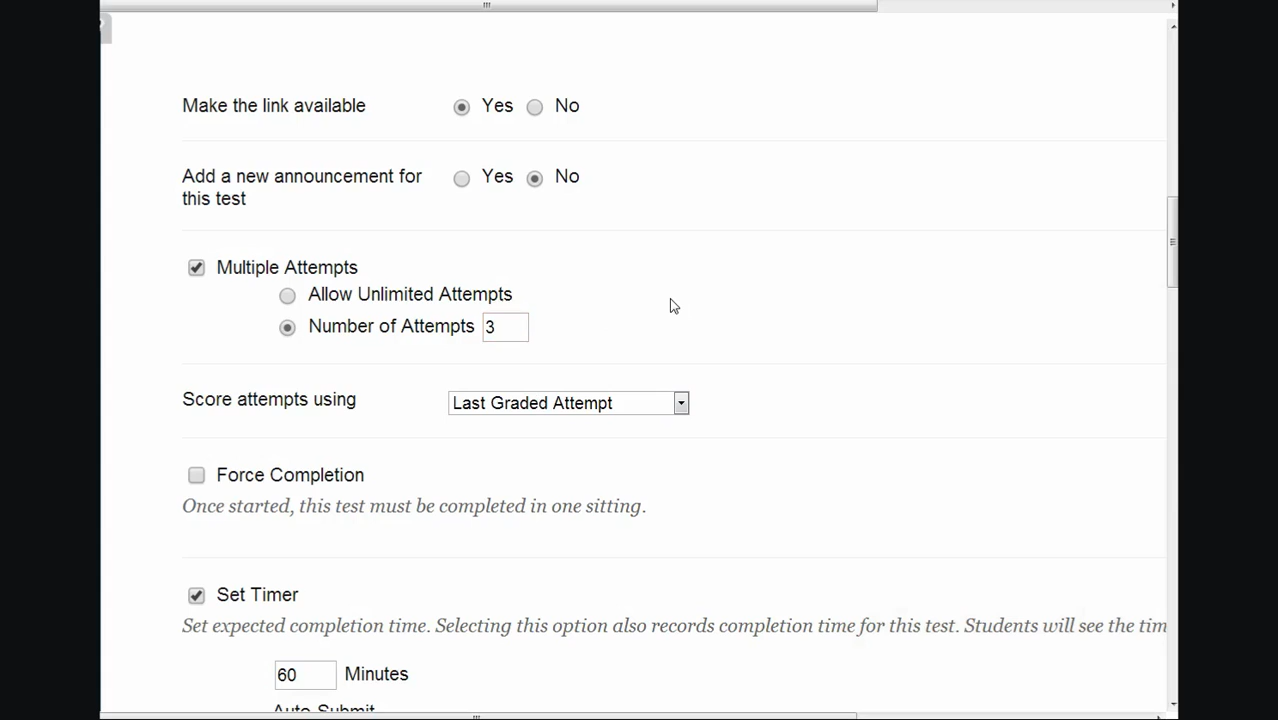 Make the link available Yes No
Add a new announcement for Yes No
this test
Multiple Attempts
Allow Unlimited Attempts
Number of Attempts 3
Score attempts using Last Graded Attempt
Force Completion
Once started, this test must be completed in one sitting.
Set Timer
Set expected completion time. Selecting this option also records completion time for this test. Students will see the tim
60 Minutes
Auto Submit